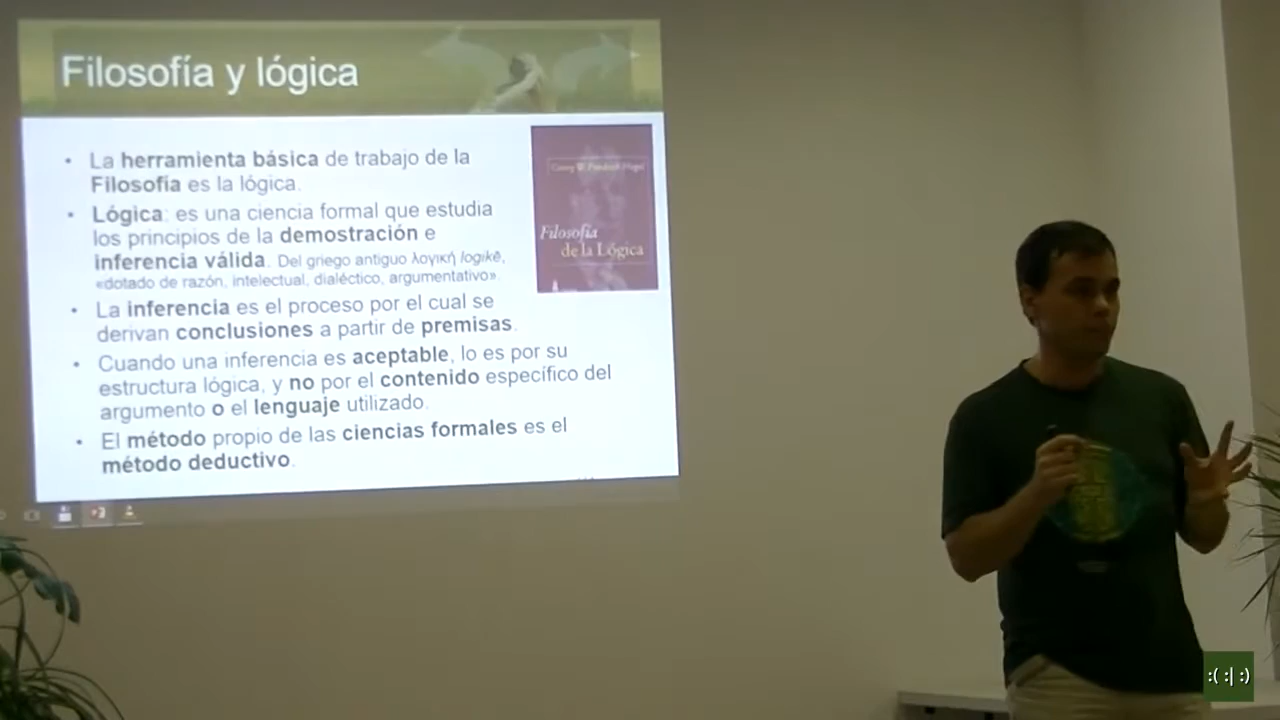 Filosofía y lógica
• La herramienta básica de trabajo de la
Filosofía es la lógica.
• Lógica: es una ciencia formal que estudia
los principios de la demostración e
inferencia válida. Del griego antiguo λογική logikē,
«dotado de razón, intelectual, dialéctico, argumentativo».
• La inferencia es el proceso por el cual se
derivan conclusiones a partir de premisas.
• Cuando una inferencia es aceptable, lo es por su
estructura lógica, y no por el contenido específico del
argumento o el lenguaje utilizado.
• El método propio de las ciencias formales es el
método deductivo.
Georg W. Friedrich Hegel
Filosofía
de la Lógica
:( :| :)